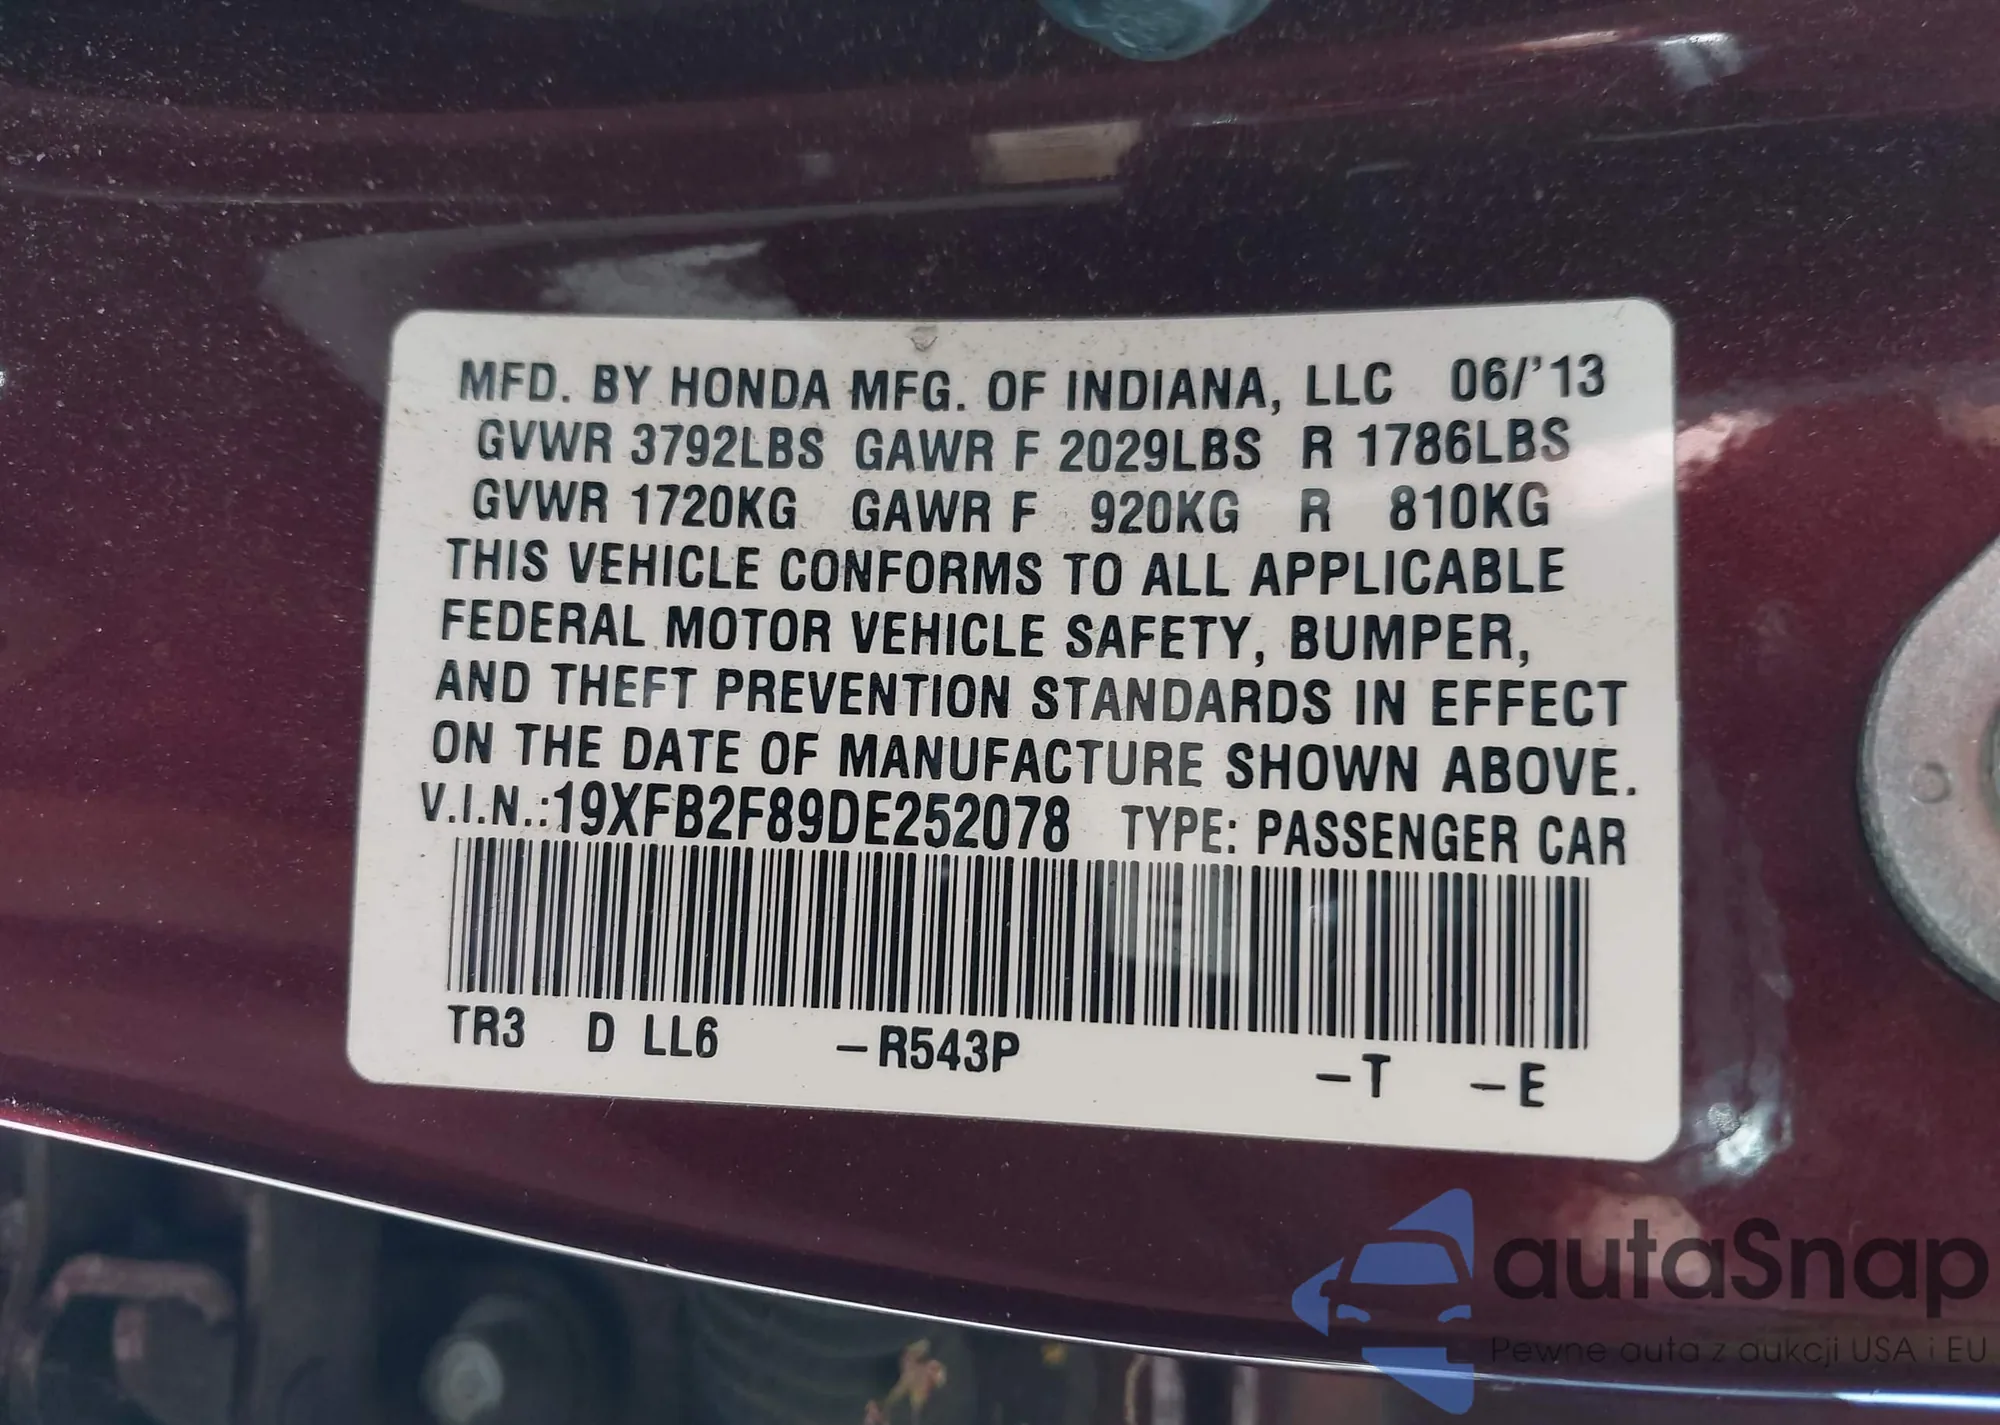 MFD. BY HONDA MFG. OF INDIANA, LLC 06/'13
GVWR 3792LBS GAWR F 2029LBS R 1786LBS
GVWR 1720KG GAWR F 920KG R 810KG
THIS VEHICLE CONFORMS TO ALL APPLICABLE
FEDERAL MOTOR VEHICLE SAFETY, BUMPER,
AND THEFT PREVENTION STANDARDS IN EFFECT
ON THE DATE OF MANUFACTURE SHOWN ABOVE.
V.I.N.:19XFB2F89DE252078 TYPE: PASSENGER CAR
TR3 D LL6 –R543P –T –E
autaSnap
Pewne auta z aukcji USA i EU